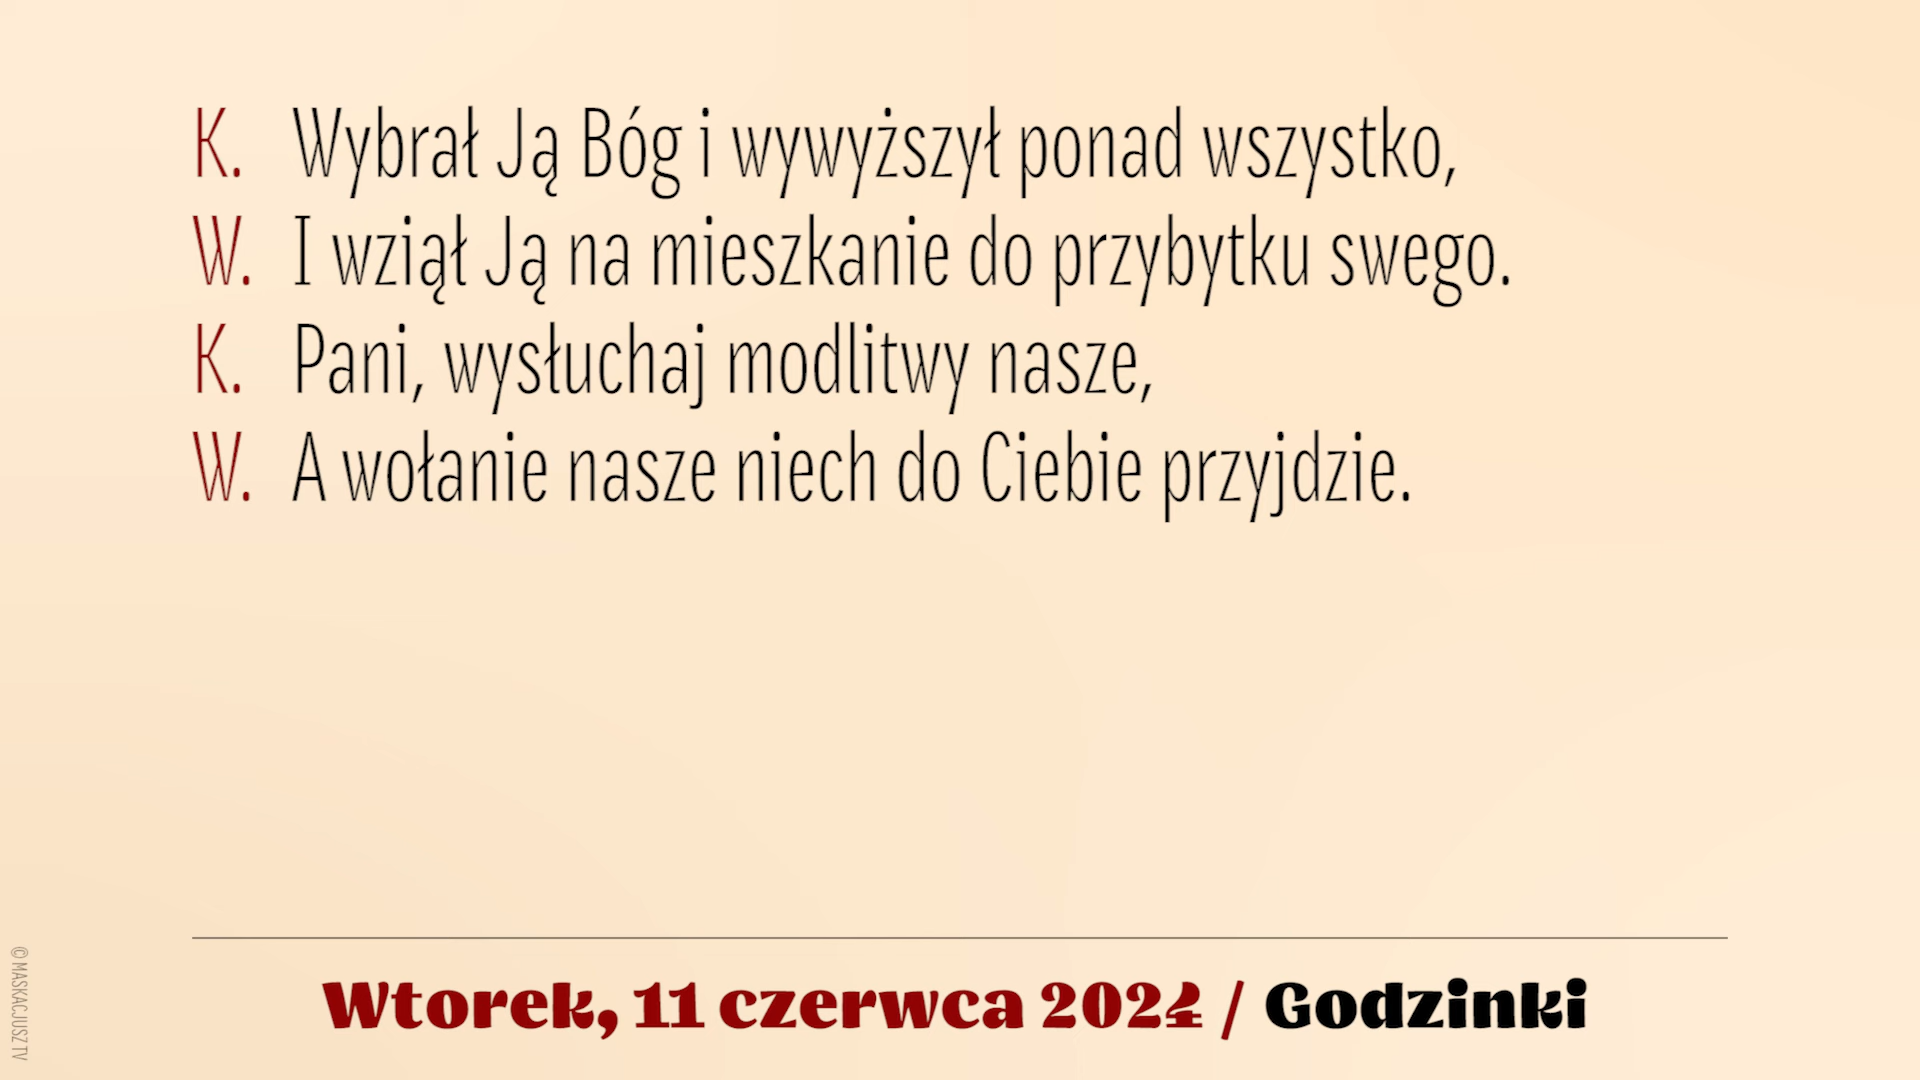 K. Wybrał Ją Bóg i wywyższył ponad wszystko,
W. I wziął Ją na mieszkanie do przybytku swego.
K. Pani, wysłuchaj modlitwy nasze,
W. A wołanie nasze niech do Ciebie przyjdzie.
Wtorek, 11 czerwca 2024 / Godzinki
© MASKACJUSZ TV